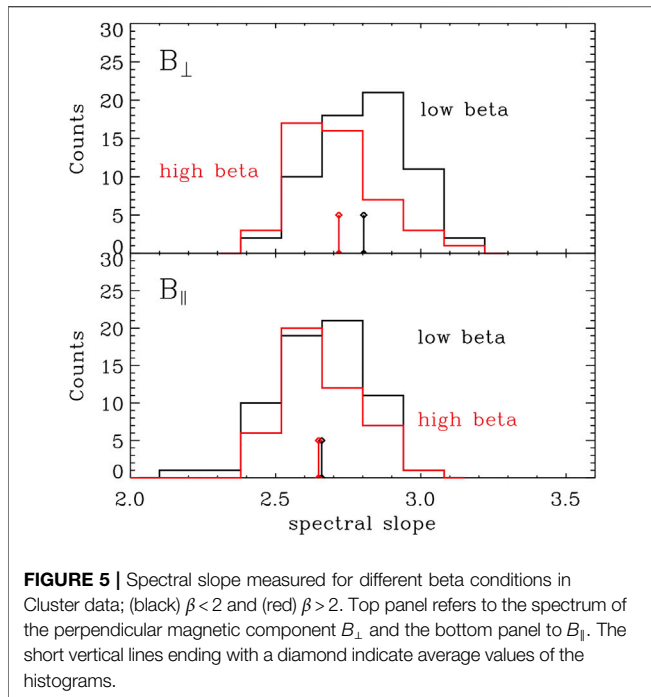 30
25
20
15
10
5
0
Counts
B⊥
low beta
high beta
30
25
20
15
10
5
0
Counts
B∥
low beta
high beta
2.0 2.5 3.0 3.5
spectral slope
FIGURE 5 | Spectral slope measured for different beta conditions in
Cluster data; (black) β < 2 and (red) β > 2. Top panel refers to the spectrum of
the perpendicular magnetic component B⊥ and the bottom panel to B∥. The
short vertical lines ending with a diamond indicate average values of the
histograms.